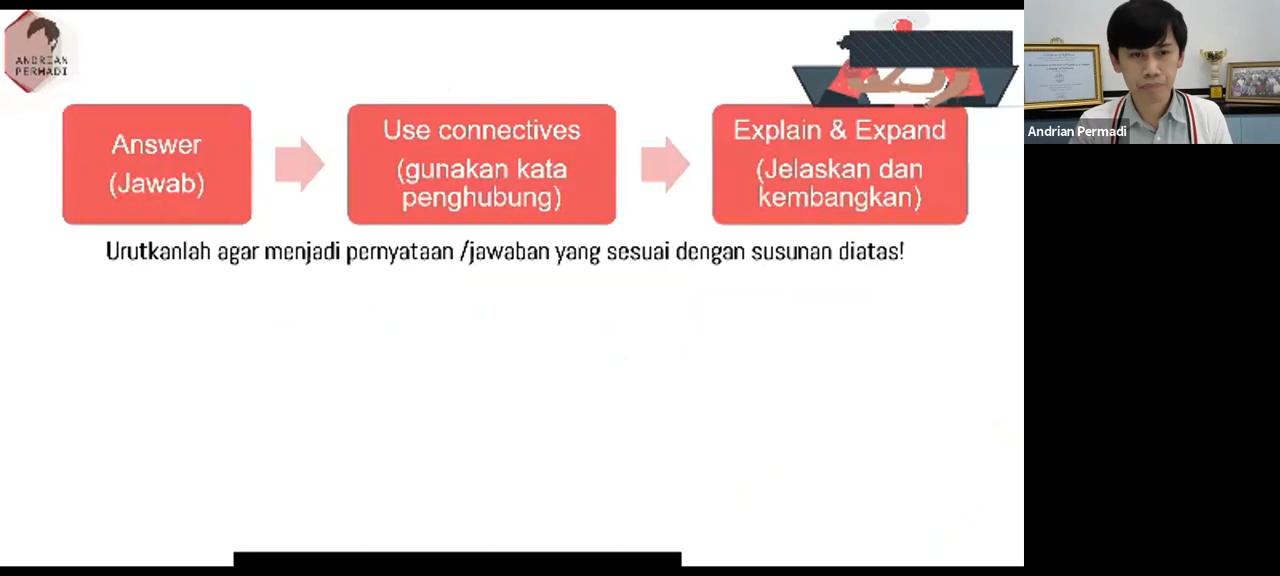 ANDRIAN
PERMADI
Answer
(Jawab)
Use connectives
(gunakan kata
penghubung)
Explain & Expand
(Jelaskan dan
kembangkan)
Urutkanlah agar menjadi pernyataan /jawaban yang sesuai dengan susunan diatas!
Andrian Permadi